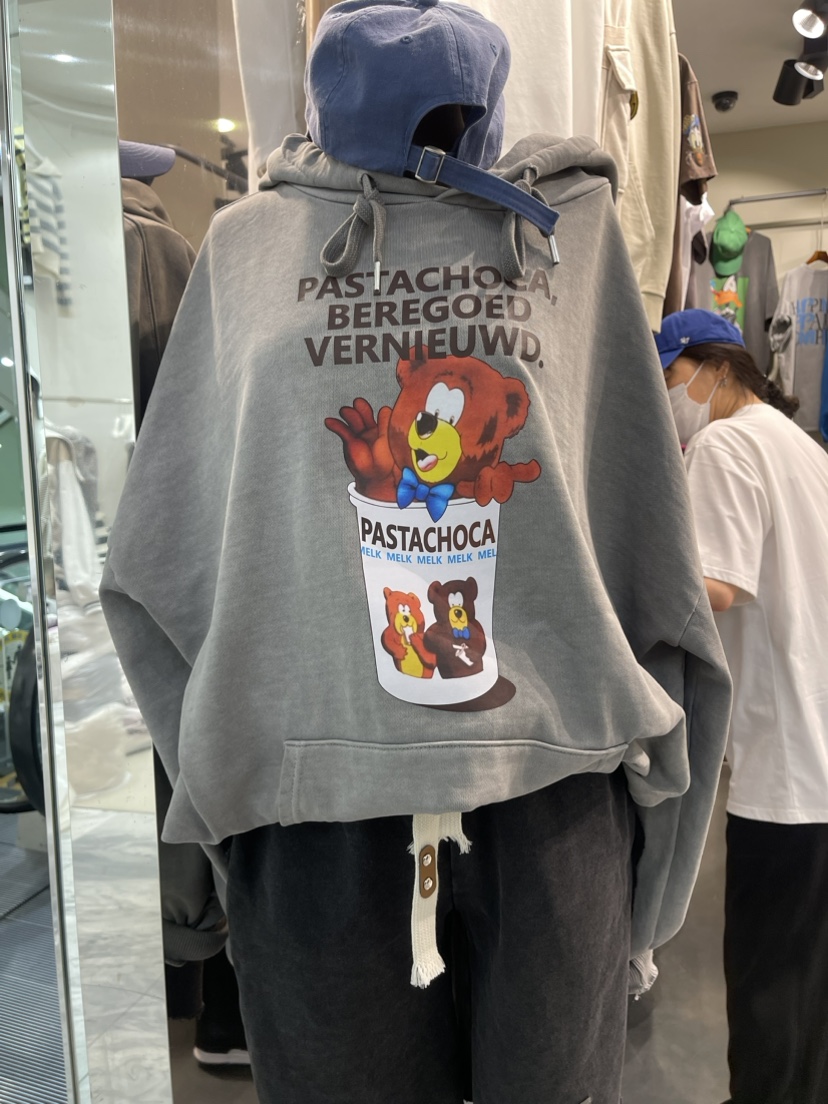 PASTACHOCA,
BEREGOED
VERNIEUWD.
PASTACHOCA
MELK MELK MELK MELK MEL